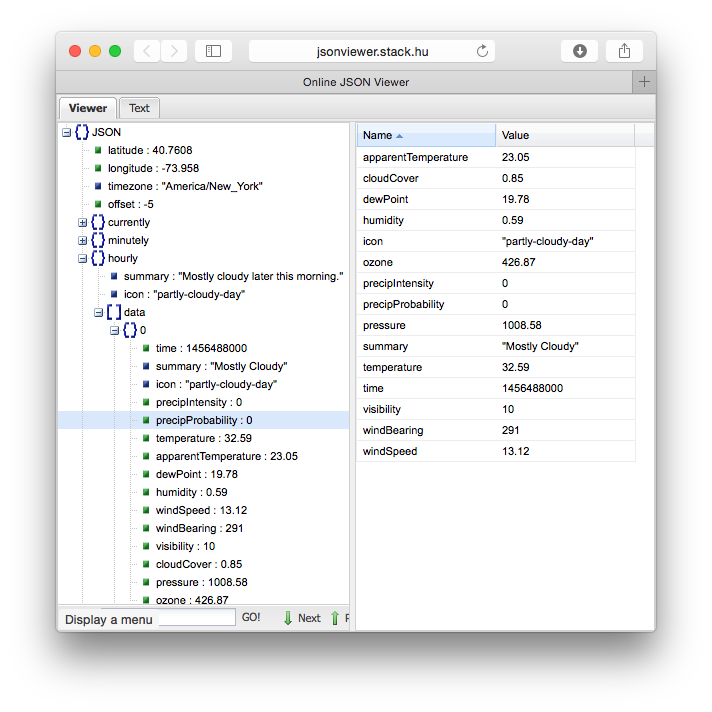 jsonviewer.stack.hu
Online JSON Viewer
Viewer
Text
JSON
latitude : 40.7608
longitude : -73.958
timezone : "America/New_York"
offset : -5
currently
minutely
hourly
summary : "Mostly cloudy later this morning."
icon : "partly-cloudy-day"
data
0
time : 1456488000
summary : "Mostly Cloudy"
icon : "partly-cloudy-day"
precipIntensity : 0
precipProbability : 0
temperature : 32.59
apparentTemperature : 23.05
dewPoint : 19.78
humidity : 0.59
windSpeed : 13.12
windBearing : 291
visibility : 10
cloudCover : 0.85
pressure : 1008.58
ozone : 426.87
Display a menu
GO!
Next
Name Value
apparentTemperature 23.05
cloudCover 0.85
dewPoint 19.78
humidity 0.59
icon "partly-cloudy-day"
ozone 426.87
precipIntensity 0
precipProbability 0
pressure 1008.58
summary "Mostly Cloudy"
temperature 32.59
time 1456488000
visibility 10
windBearing 291
windSpeed 13.12